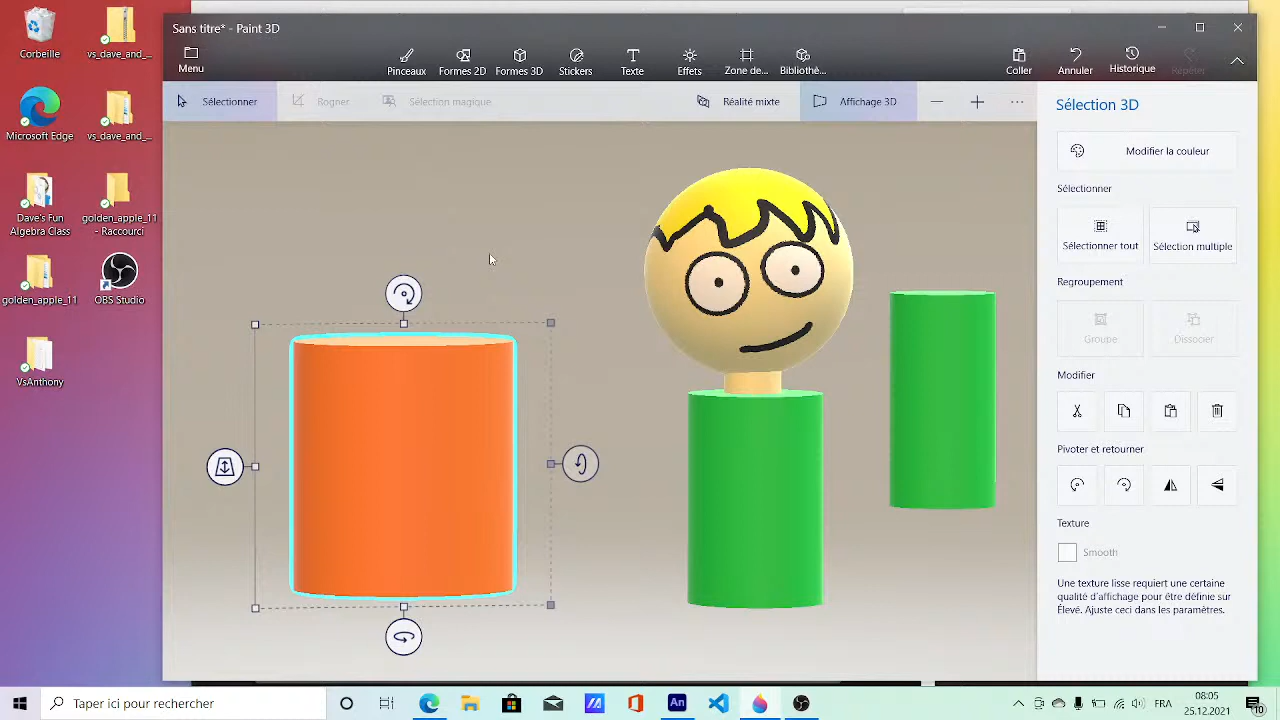 Sans titre* - Paint 3D
Menu
Pinceaux
Formes 2D
Formes 3D
Stickers
Texte
Effets
Zone de...
Bibliothè...
Coller
Annuler
Historique
Répéter
Sélectionner
Rogner
Sélection magique
Réalité mixte
Affichage 3D
Corbeille
vs_dave_and_...
Microsoft Edge
vs_dave_and_...
Dave's Fun
Algebra Class
golden_apple_11
- Raccourci
golden_apple_11
OBS Studio
VsAnthony
Sélection 3D
Modifier la couleur
Sélectionner
Sélectionner tout
Sélection multiple
Regroupement
Groupe
Dissocier
Modifier
Pivoter et retourner
Texture
Smooth
Une texture lisse requiert une certaine
qualité d'affichage pour être définie sur
Élevé. Ajuste ceci dans les paramètres.
Taper ici pour rechercher
An
FRA
08:05
25.12.2021
10